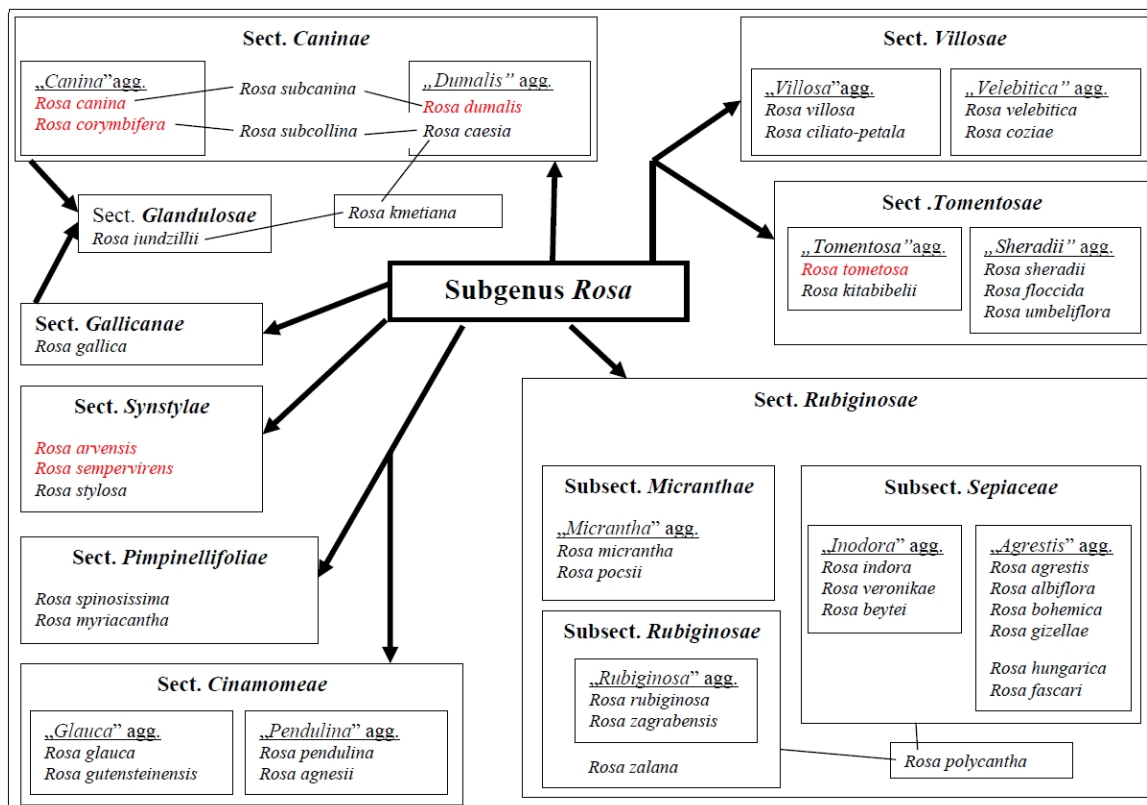 Sect. Caninae
„Canina” agg.
Rosa canina
Rosa corymbifera
Rosa subcanina
Rosa subcollina
„Dumalis” agg.
Rosa dumalis
Rosa caesia
Sect. Villosae
„Villosa” agg.
Rosa villosa
Rosa ciliato-petala
„Velebitica” agg.
Rosa velebitica
Rosa coziae
Sect. Glandulosae
Rosa iundzillii
Rosa kmetiana
Sect .Tomentosae
„Tomentosa” agg.
Rosa tometosa
Rosa kitabibelii
„Sheradii” agg.
Rosa sheradii
Rosa floccida
Rosa umbeliflora
Subgenus Rosa
Sect. Gallicanae
Rosa gallica
Sect. Synstylae
Rosa arvensis
Rosa sempervirens
Rosa stylosa
Sect. Pimpinellifoliae
Rosa spinosissima
Rosa myriacantha
Sect. Cinamomeae
„Glauca” agg.
Rosa glauca
Rosa gutensteinensis
„Pendulina” agg.
Rosa pendulina
Rosa agnesii
Sect. Rubiginosae
Subsect. Micranthae
„Micrantha” agg.
Rosa micrantha
Rosa pocsii
Subsect. Sepiaceae
„Inodora” agg.
Rosa indora
Rosa veronikae
Rosa beytei
„Agrestis” agg.
Rosa agrestis
Rosa albiflora
Rosa bohemica
Rosa gizellae
Rosa hungarica
Rosa fascari
Subsect. Rubiginosae
„Rubiginosa” agg.
Rosa rubiginosa
Rosa zagrabensis
Rosa zalana
Rosa polycantha